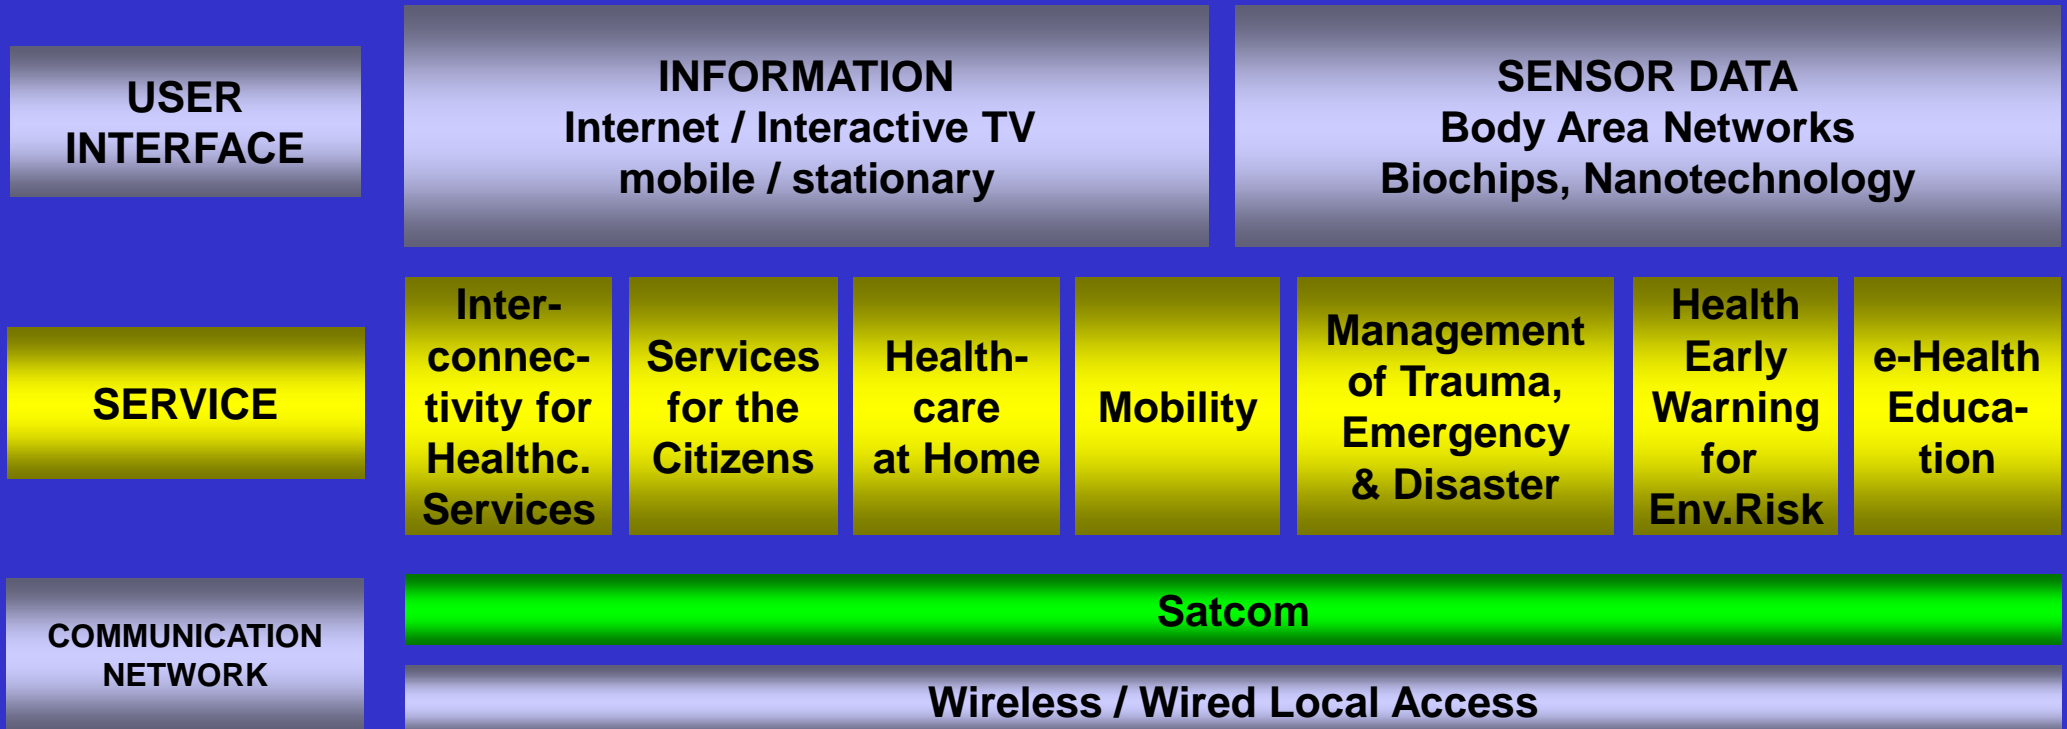 USER
INTERFACE
INFORMATION
Internet / Interactive TV
mobile / stationary
SENSOR DATA
Body Area Networks
Biochips, Nanotechnology
SERVICE
Inter-
connec-
tivity for
Healthc.
Services
Services
for the
Citizens
Health-
care
at Home
Mobility
Management
of Trauma,
Emergency
& Disaster
Health
Early
Warning
for
Env.Risk
e-Health
Educa-
tion
COMMUNICATION
NETWORK
Satcom
Wireless / Wired Local Access